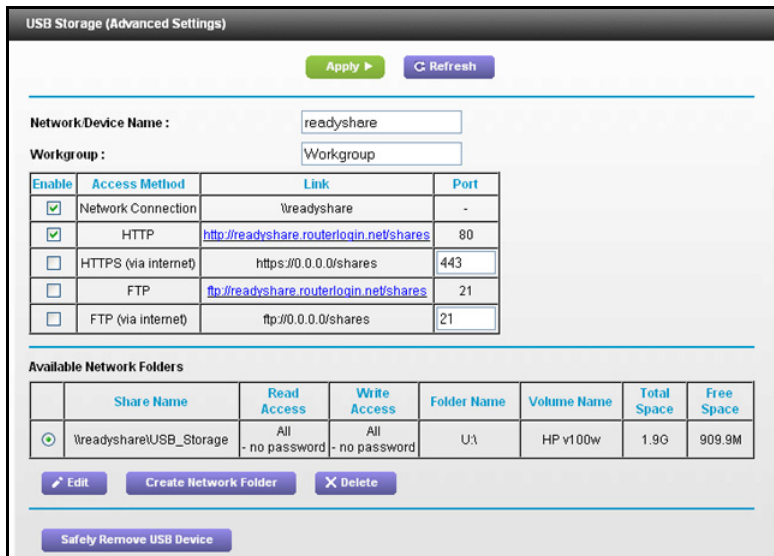 USB Storage (Advanced Settings)
Apply Refresh
Network/Device Name : readyshare
Workgroup : Workgroup
Enable Access Method Link Port
Network Connection \\readyshare -
HTTP http://readyshare.routerlogin.net/shares 80
HTTPS (via internet) https://0.0.0.0/shares 443
FTP ftp://readyshare.routerlogin.net/shares 21
FTP (via internet) ftp://0.0.0.0/shares 21
Available Network Folders
Share Name Read Access Write Access Folder Name Volume Name Total Space Free Space
\\readyshare\USB_Storage All - no password All - no password U:\ HP v100w 1.9G 909.9M
Edit Create Network Folder X Delete
Safely Remove USB Device